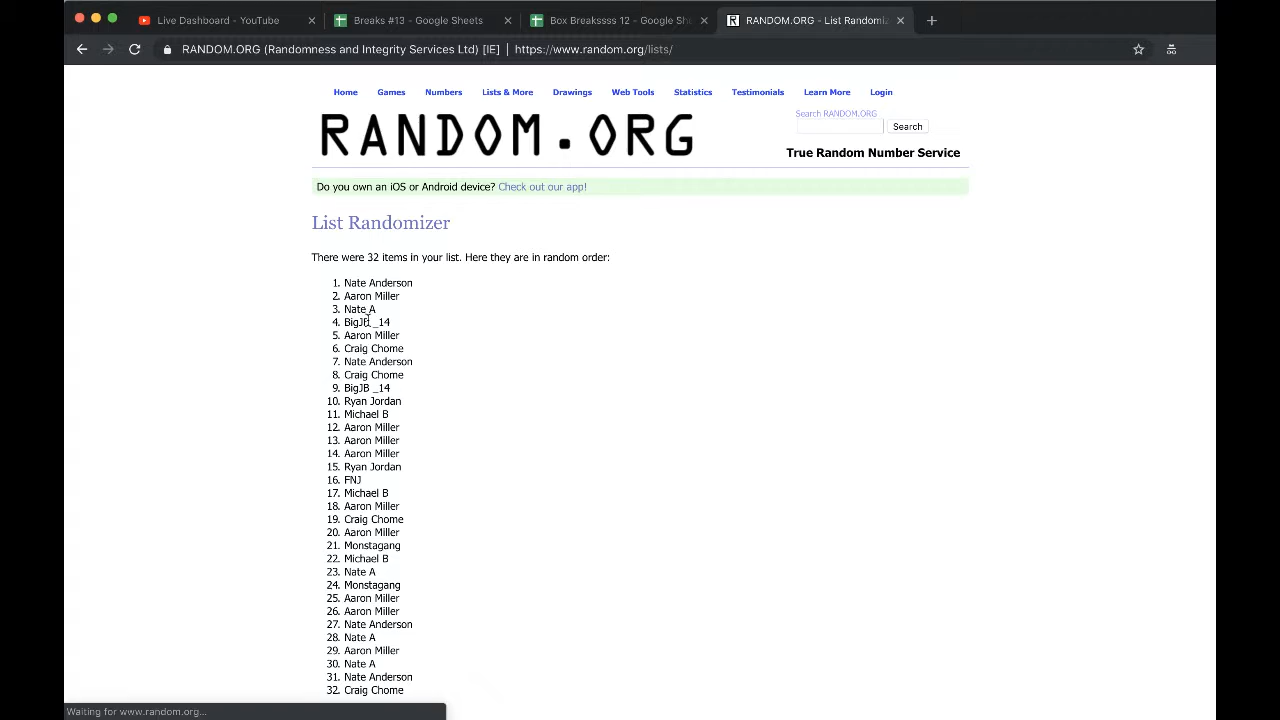 Live Dashboard - YouTube
Breaks #13 - Google Sheets
Box Breakssss 12 - Google Sh
RANDOM.ORG - List Randomiz
RANDOM.ORG (Randomness and Integrity Services Ltd) [IE] https://www.random.org/lists/
Home Games Numbers Lists & More Drawings Web Tools Statistics Testimonials Learn More Login
RANDOM.ORG
Search RANDOM.ORG
Search
True Random Number Service
Do you own an iOS or Android device? Check out our app!
List Randomizer
There were 32 items in your list. Here they are in random order:
1. Nate Anderson
2. Aaron Miller
3. Nate A
4. BigJB _14
5. Aaron Miller
6. Craig Chome
7. Nate Anderson
8. Craig Chome
9. BigJB _14
10. Ryan Jordan
11. Michael B
12. Aaron Miller
13. Aaron Miller
14. Aaron Miller
15. Ryan Jordan
16. FNJ
17. Michael B
18. Aaron Miller
19. Craig Chome
20. Aaron Miller
21. Monstagang
22. Michael B
23. Nate A
24. Monstagang
25. Aaron Miller
26. Aaron Miller
27. Nate Anderson
28. Nate A
29. Aaron Miller
30. Nate A
31. Nate Anderson
32. Craig Chome
Waiting for www.random.org...